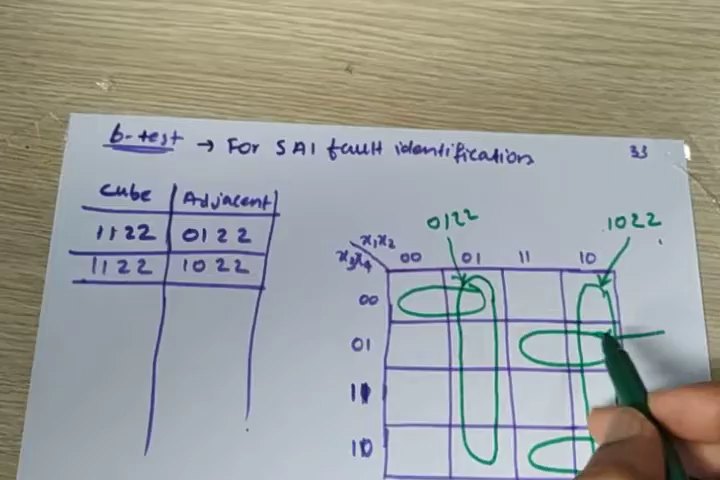 b-test → For SA1 fault identification 33
Cube Adjacent
1122 0122
1122 1022
0122 1022
x₁x₂
x₃x₄ 00 01 11 10
00
01
11
10